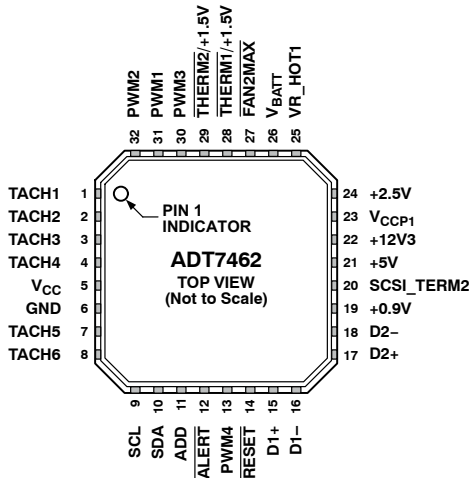 PWM2
PWM1
PWM3
THERM2/+1.5V
THERM1/+1.5V
FAN2MAX
VBATT
VR_HOT1
32
31
30
29
28
27
26
25
TACH1 1
TACH2 2
TACH3 3
TACH4 4
VCC 5
GND 6
TACH5 7
TACH6 8
PIN 1
INDICATOR
ADT7462
TOP VIEW
(Not to Scale)
24 +2.5V
23 VCCP1
22 +12V3
21 +5V
20 SCSI_TERM2
19 +0.9V
18 D2–
17 D2+
9
10
11
12
13
14
15
16
SCL
SDA
ADD
ALERT
PWM4
RESET
D1+
D1–